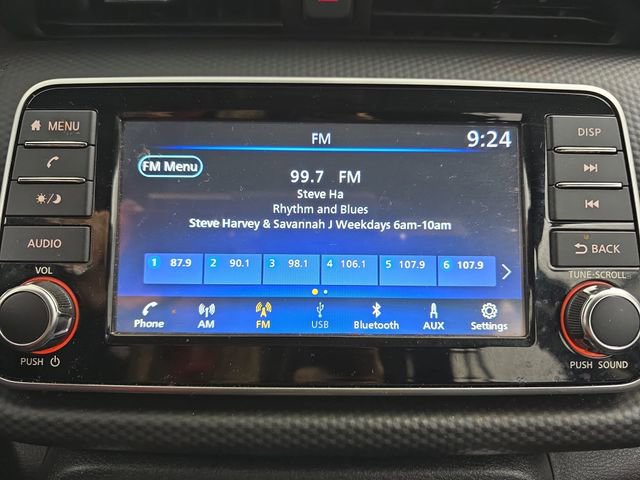 MENU
AUDIO
VOL
PUSH
FM 9:24
FM Menu
99.7 FM
Steve Ha
Rhythm and Blues
Steve Harvey & Savannah J Weekdays 6am-10am
1 87.9 2 90.1 3 98.1 4 106.1 5 107.9 6 107.9
Phone AM FM USB Bluetooth AUX Settings
DISP
BACK
TUNE·SCROLL
PUSH SOUND